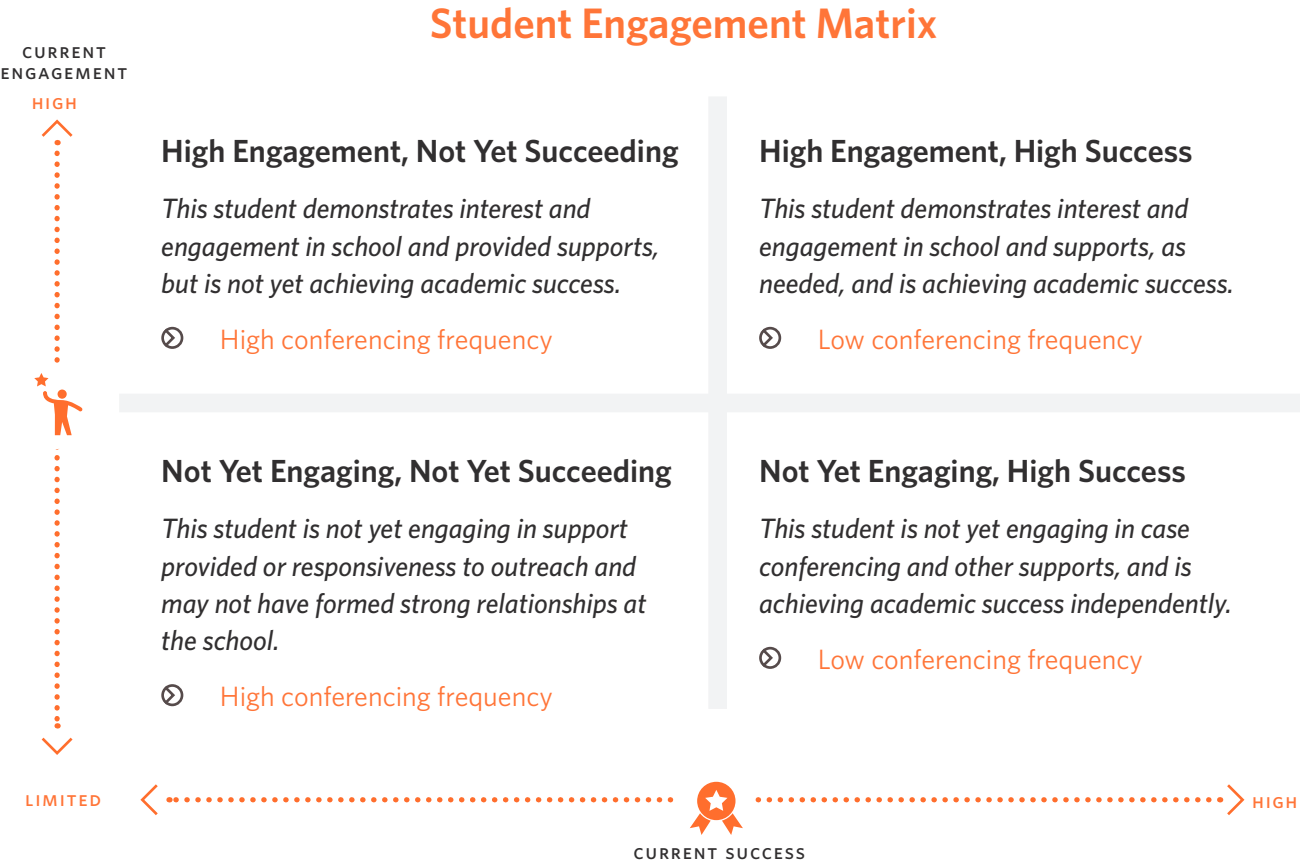 Student Engagement Matrix
CURRENT
ENGAGEMENT
HIGH
High Engagement, Not Yet Succeeding
This student demonstrates interest and
engagement in school and provided supports,
but is not yet achieving academic success.
High conferencing frequency
High Engagement, High Success
This student demonstrates interest and
engagement in school and supports, as
needed, and is achieving academic success.
Low conferencing frequency
Not Yet Engaging, Not Yet Succeeding
This student is not yet engaging in support
provided or responsiveness to outreach and
may not have formed strong relationships at
the school.
High conferencing frequency
Not Yet Engaging, High Success
This student is not yet engaging in case
conferencing and other supports, and is
achieving academic success independently.
Low conferencing frequency
LIMITED
HIGH
CURRENT SUCCESS